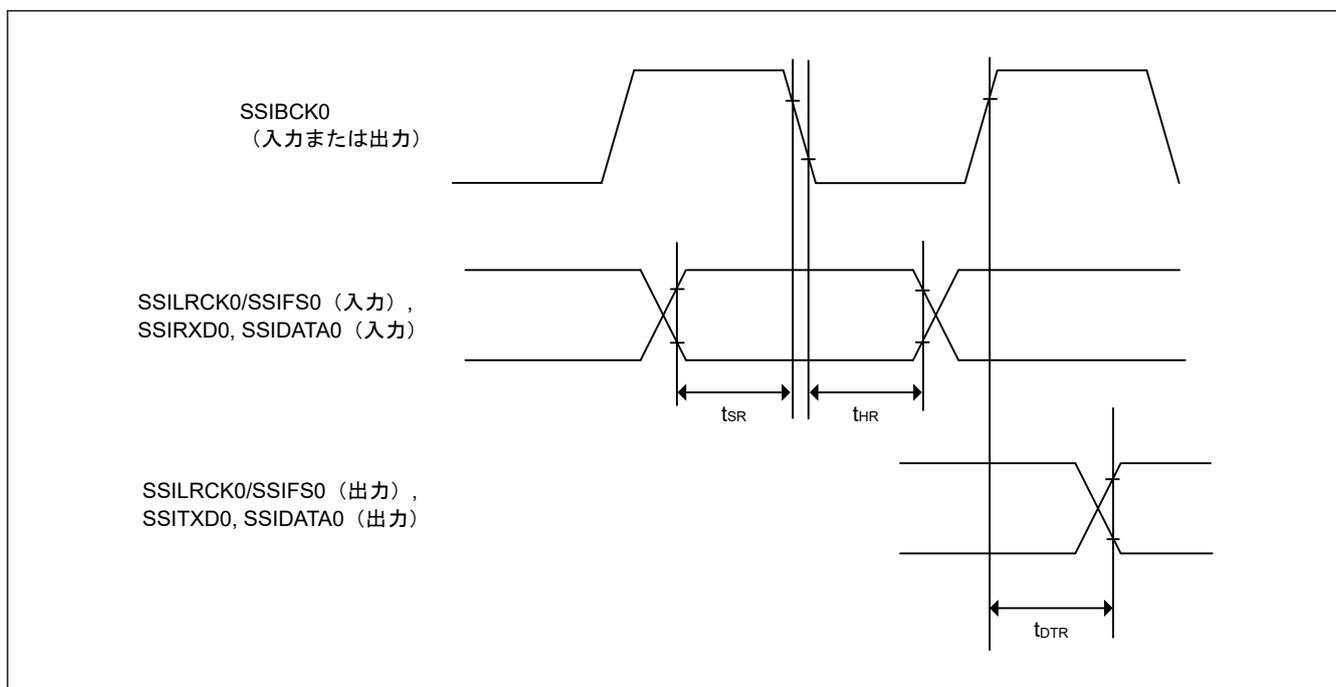 SSIBCK0
（入力または出力）
SSILRCK0/SSIFS0（入力）,
SSIRXD0, SSIDATA0（入力）
tSR
tHR
SSILRCK0/SSIFS0（出力）,
SSITXD0, SSIDATA0（出力）
tDTR